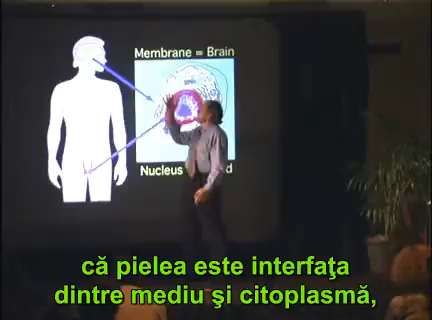 Membrane = Brain
Nucleus
că pielea este interfaţa
dintre mediu şi citoplasmă,